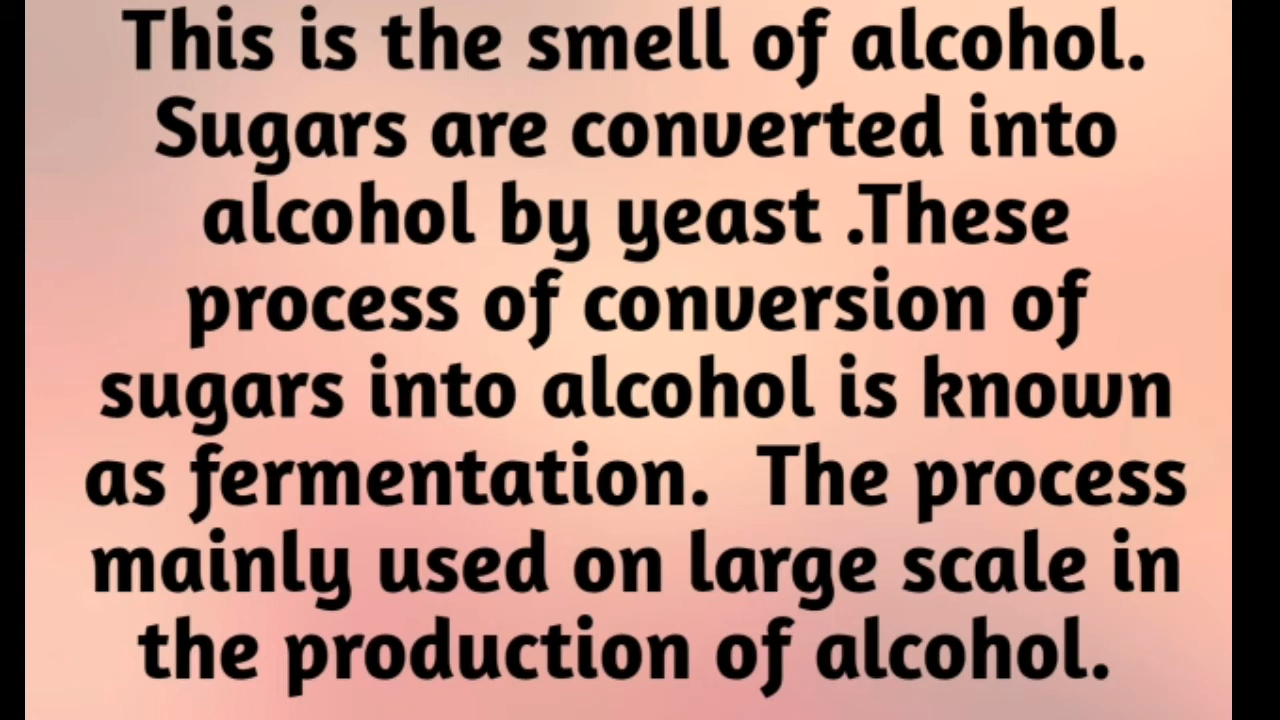 This is the smell of alcohol.
Sugars are converted into
alcohol by yeast .These
process of conversion of
sugars into alcohol is known
as fermentation.  The process
mainly used on large scale in
the production of alcohol.